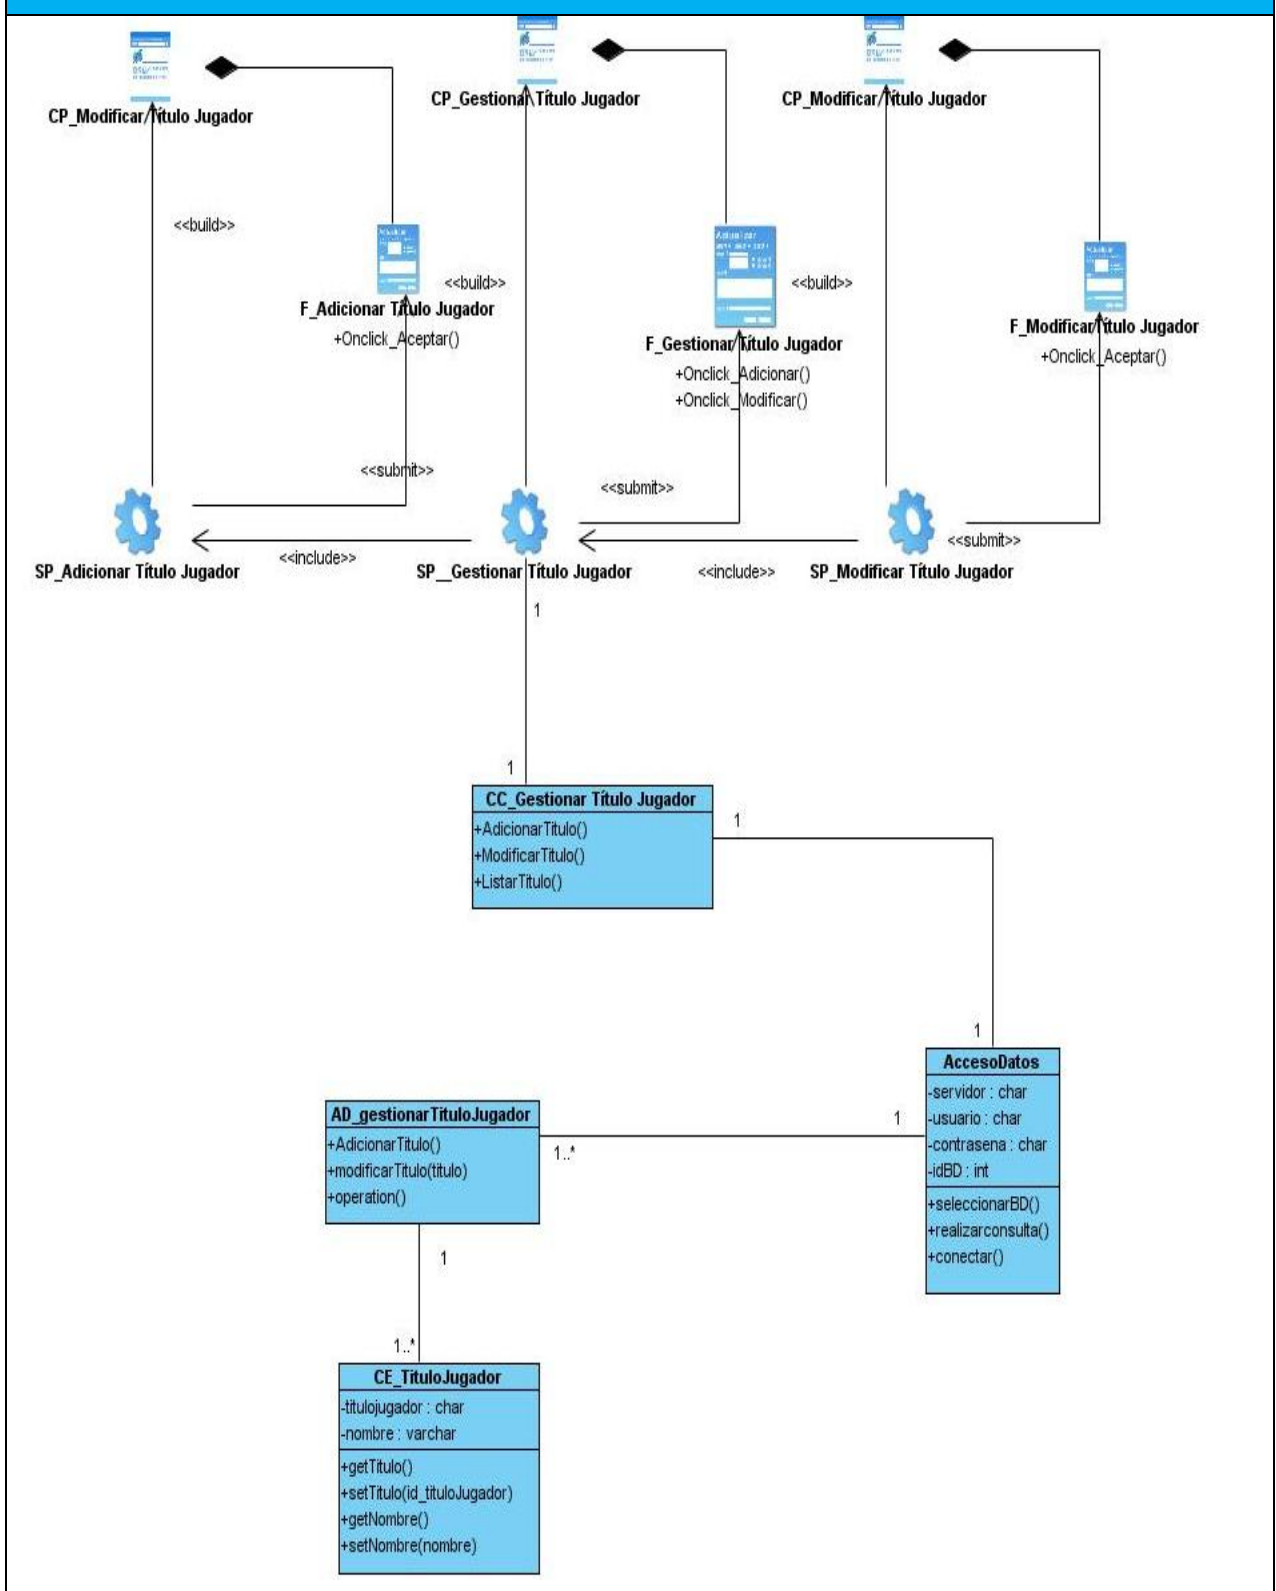 CP_Modificar Título Jugador
CP_Gestionar Título Jugador
CP_Modificar Título Jugador
<<build>>
<<build>>
<<build>>
Actualizar
F_Adicionar Título Jugador
+Onclick_Aceptar()
F_Gestionar Título Jugador
+Onclick_Adicionar()
+Onclick_Modificar()
F_Modificar Título Jugador
+Onclick_Aceptar()
<<submit>>
<<submit>>
<<submit>>
<<include>>
<<include>>
SP_Adicionar Título Jugador
SP__Gestionar Título Jugador
SP_Modificar Título Jugador
1
1
CC_Gestionar Título Jugador
+AdicionarTitulo()
+ModificarTitulo()
+ListarTitulo()
1
1
AccesoDatos
-servidor : char
-usuario : char
-contrasena : char
-idBD : int
+seleccionarBD()
+realizarconsulta()
+conectar()
1
1..*
AD_gestionarTituloJugador
+AdicionarTitulo()
+modificarTitulo(titulo)
+operation()
1
1..*
CE_TituloJugador
-titulojugador : char
-nombre : varchar
+getTitulo()
+setTitulo(id_tituloJugador)
+getNombre()
+setNombre(nombre)